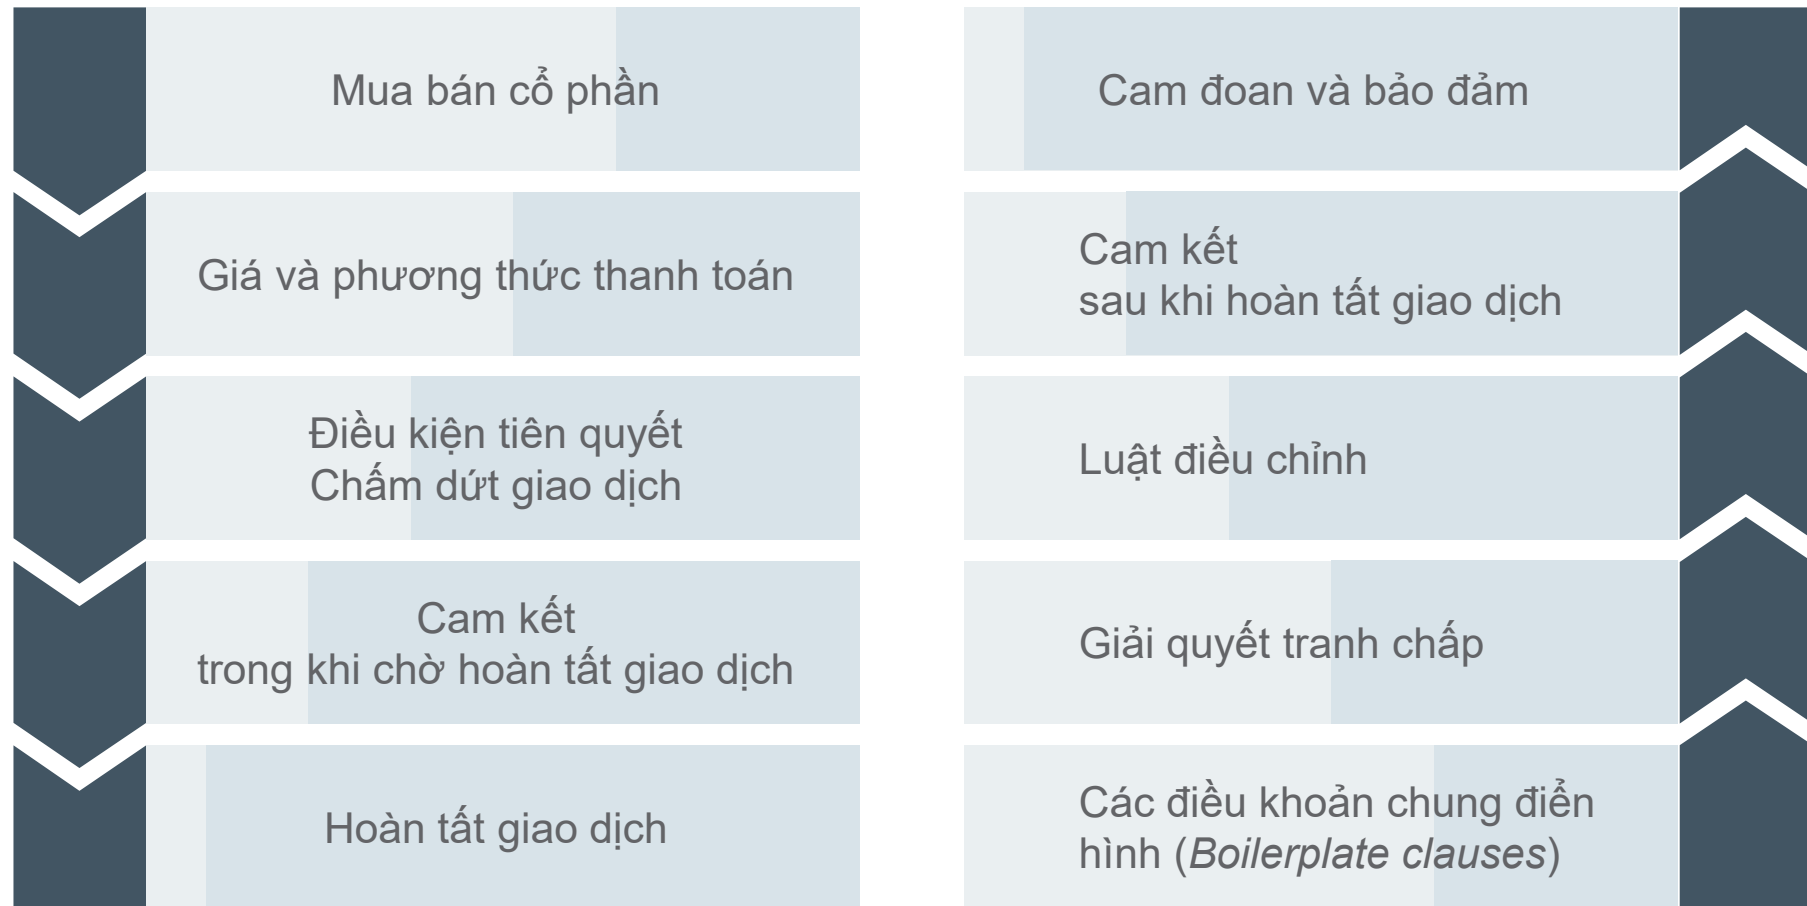 Mua bán cổ phần
Giá và phương thức thanh toán
Điều kiện tiên quyết
Chấm dứt giao dịch
Cam kết
trong khi chờ hoàn tất giao dịch
Hoàn tất giao dịch
Cam đoan và bảo đảm
Cam kết
sau khi hoàn tất giao dịch
Luật điều chỉnh
Giải quyết tranh chấp
Các điều khoản chung điển
hình (Boilerplate clauses)